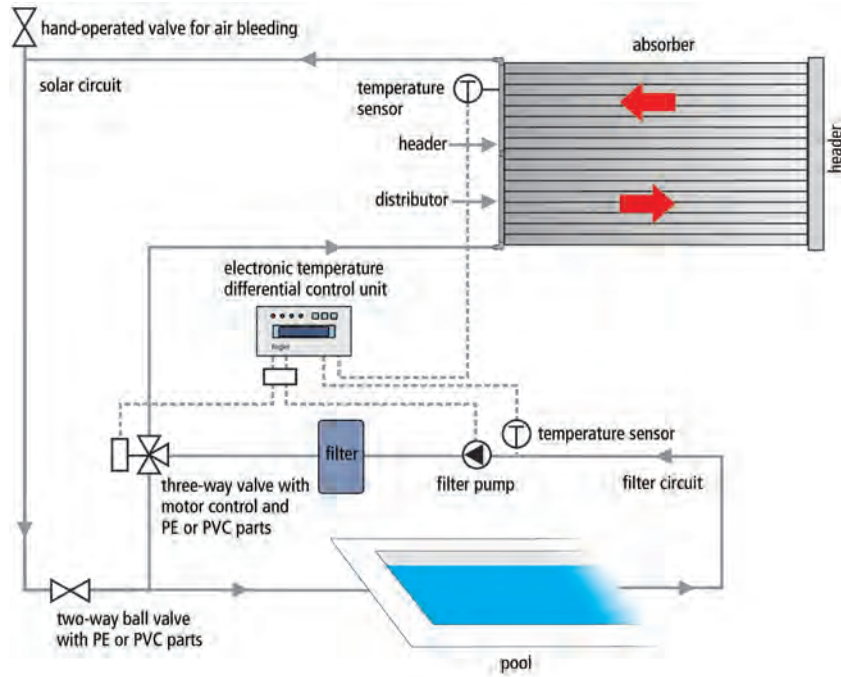 hand-operated valve for air bleeding
absorber
solar circuit
temperature
sensor
T
header
header
distributor
electronic temperature
differential control unit
T
temperature sensor
filter
filter pump
filter circuit
three-way valve with
motor control and
PE or PVC parts
two-way ball valve
with PE or PVC parts
pool